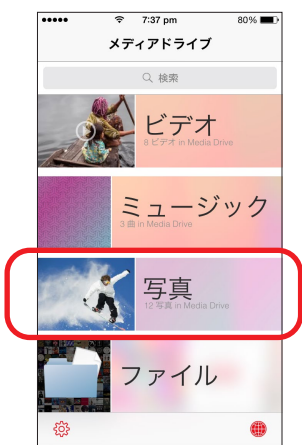 7:37 pm
80%
メディアドライブ
検索
ビデオ
8 ビデオ in Media Drive
ミュージック
3 曲 in Media Drive
写真
12 写真 in Media Drive
ファイル